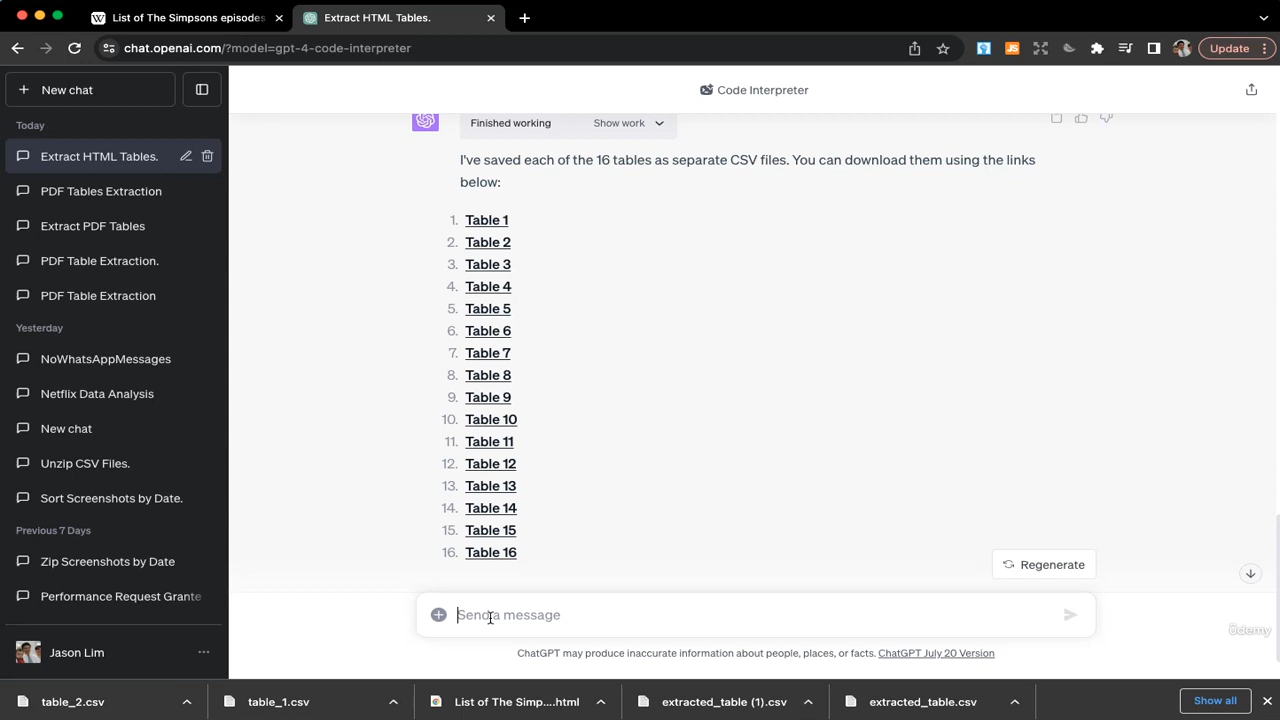 List of The Simpsons episodes
Extract HTML Tables.
chat.openai.com/?model=gpt-4-code-interpreter
Update
New chat
Code Interpreter
Today
Extract HTML Tables.
PDF Tables Extraction
Extract PDF Tables
PDF Table Extraction.
PDF Table Extraction
Yesterday
NoWhatsAppMessages
Netflix Data Analysis
New chat
Unzip CSV Files.
Sort Screenshots by Date.
Previous 7 Days
Zip Screenshots by Date
Performance Request Grante
Jason Lim
Finished working Show work
I've saved each of the 16 tables as separate CSV files. You can download them using the links
below:
1. Table 1
2. Table 2
3. Table 3
4. Table 4
5. Table 5
6. Table 6
7. Table 7
8. Table 8
9. Table 9
10. Table 10
11. Table 11
12. Table 12
13. Table 13
14. Table 14
15. Table 15
16. Table 16
Regenerate
Send a message
ChatGPT may produce inaccurate information about people, places, or facts. ChatGPT July 20 Version
ûdemy
table_2.csv
table_1.csv
List of The Simp....html
extracted_table (1).csv
extracted_table.csv
Show all